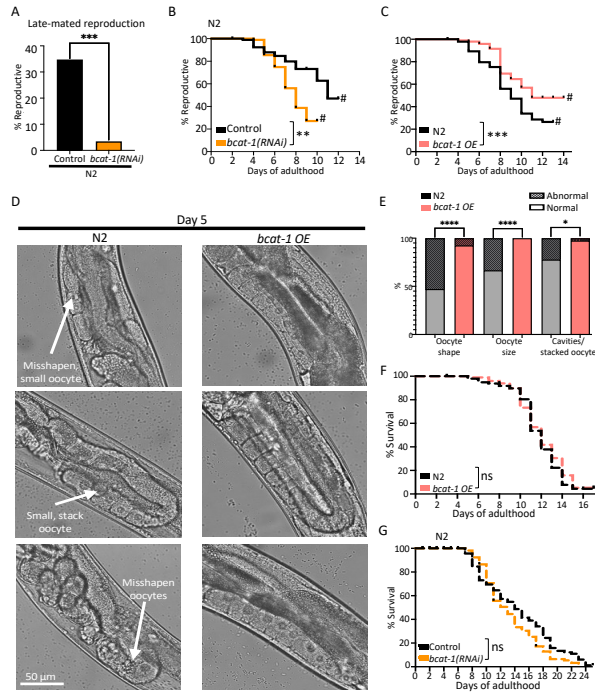 A
Late-mated reproduction
***
% Reproductive
40
30
20
10
0
Control bcat-1(RNAi)
N2
B
N2
% Reproductive
100
80
60
40
20
0
#
#
Control
bcat-1(RNAi)
**
0 2 4 6 8 10 12 14
Days of adulthood
C
% Reproductive
100
80
60
40
20
0
#
#
N2
bcat-1 OE
***
0 2 4 6 8 10 12 14
Days of adulthood
D
Day 5
N2
bcat-1 OE
Misshapen,
small oocyte
Small, stack
oocyte
Misshapen
oocytes
50 µm
E
N2
bcat-1 OE
Abnormal
Normal
**** **** *
%
100
50
0
Oocyte
shape
Oocyte
size
Cavities/
stacked oocyte
F
% Survival
100
80
60
40
20
0
N2
bcat-1 OE
ns
0 2 4 6 8 10 12 14 16
Days of adulthood
G
N2
% Survival
100
80
60
40
20
0
Control
bcat-1(RNAi)
ns
0 2 4 6 8 10 12 14 16 18 20 22 24
Days of adulthood